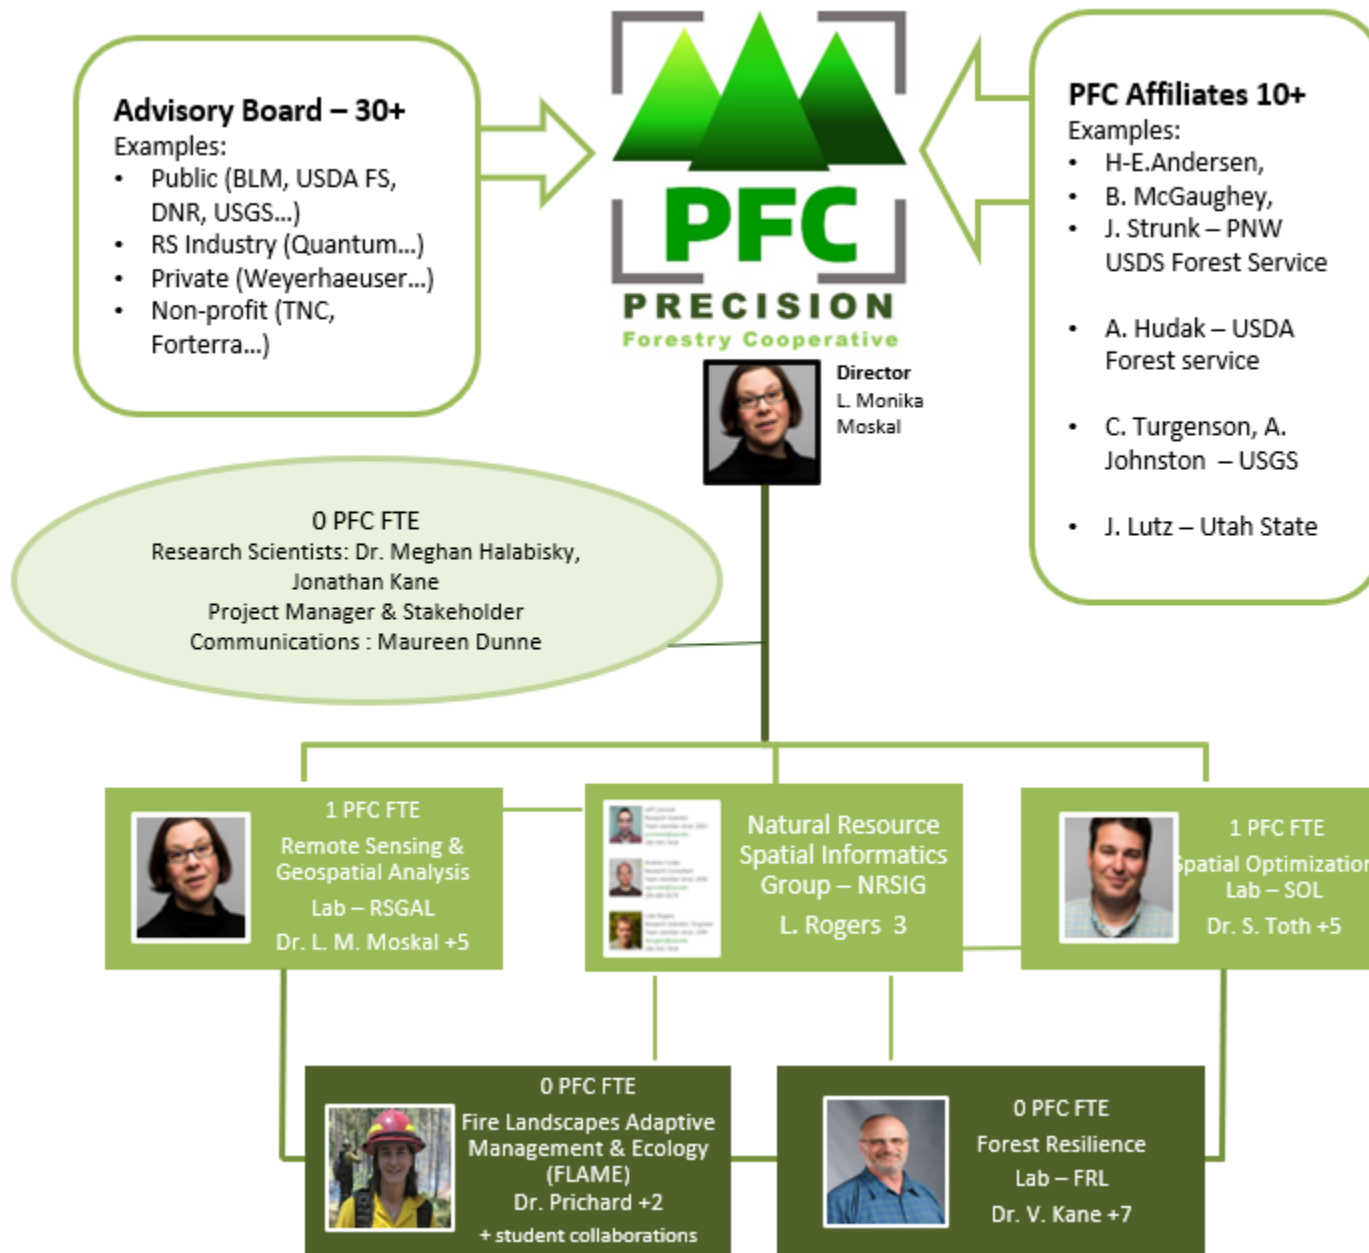 Advisory Board – 30+
Examples:
• Public (BLM, USDA FS,
DNR, USGS...)
• RS Industry (Quantum...)
• Private (Weyerhaeuser...)
• Non-profit (TNC,
Forterra...)
PFC
PRECISION
Forestry Cooperative
Director
L. Monika
Moskal
PFC Affiliates 10+
Examples:
• H-E.Andersen,
• B. McGaughey,
• J. Strunk – PNW
USDS Forest Service
• A. Hudak – USDA
Forest service
• C. Turgenson, A.
Johnston – USGS
• J. Lutz – Utah State
0 PFC FTE
Research Scientists: Dr. Meghan Halabisky,
Jonathan Kane
Project Manager & Stakeholder
Communications : Maureen Dunne
1 PFC FTE
Remote Sensing &
Geospatial Analysis
Lab – RSGAL
Dr. L. M. Moskal +5
Natural Resource
Spatial Informatics
Group – NRSIG
L. Rogers 3
1 PFC FTE
Spatial Optimization
Lab – SOL
Dr. S. Toth +5
0 PFC FTE
Fire Landscapes Adaptive
Management & Ecology
(FLAME)
Dr. Prichard +2
+ student collaborations
0 PFC FTE
Forest Resilience
Lab – FRL
Dr. V. Kane +7